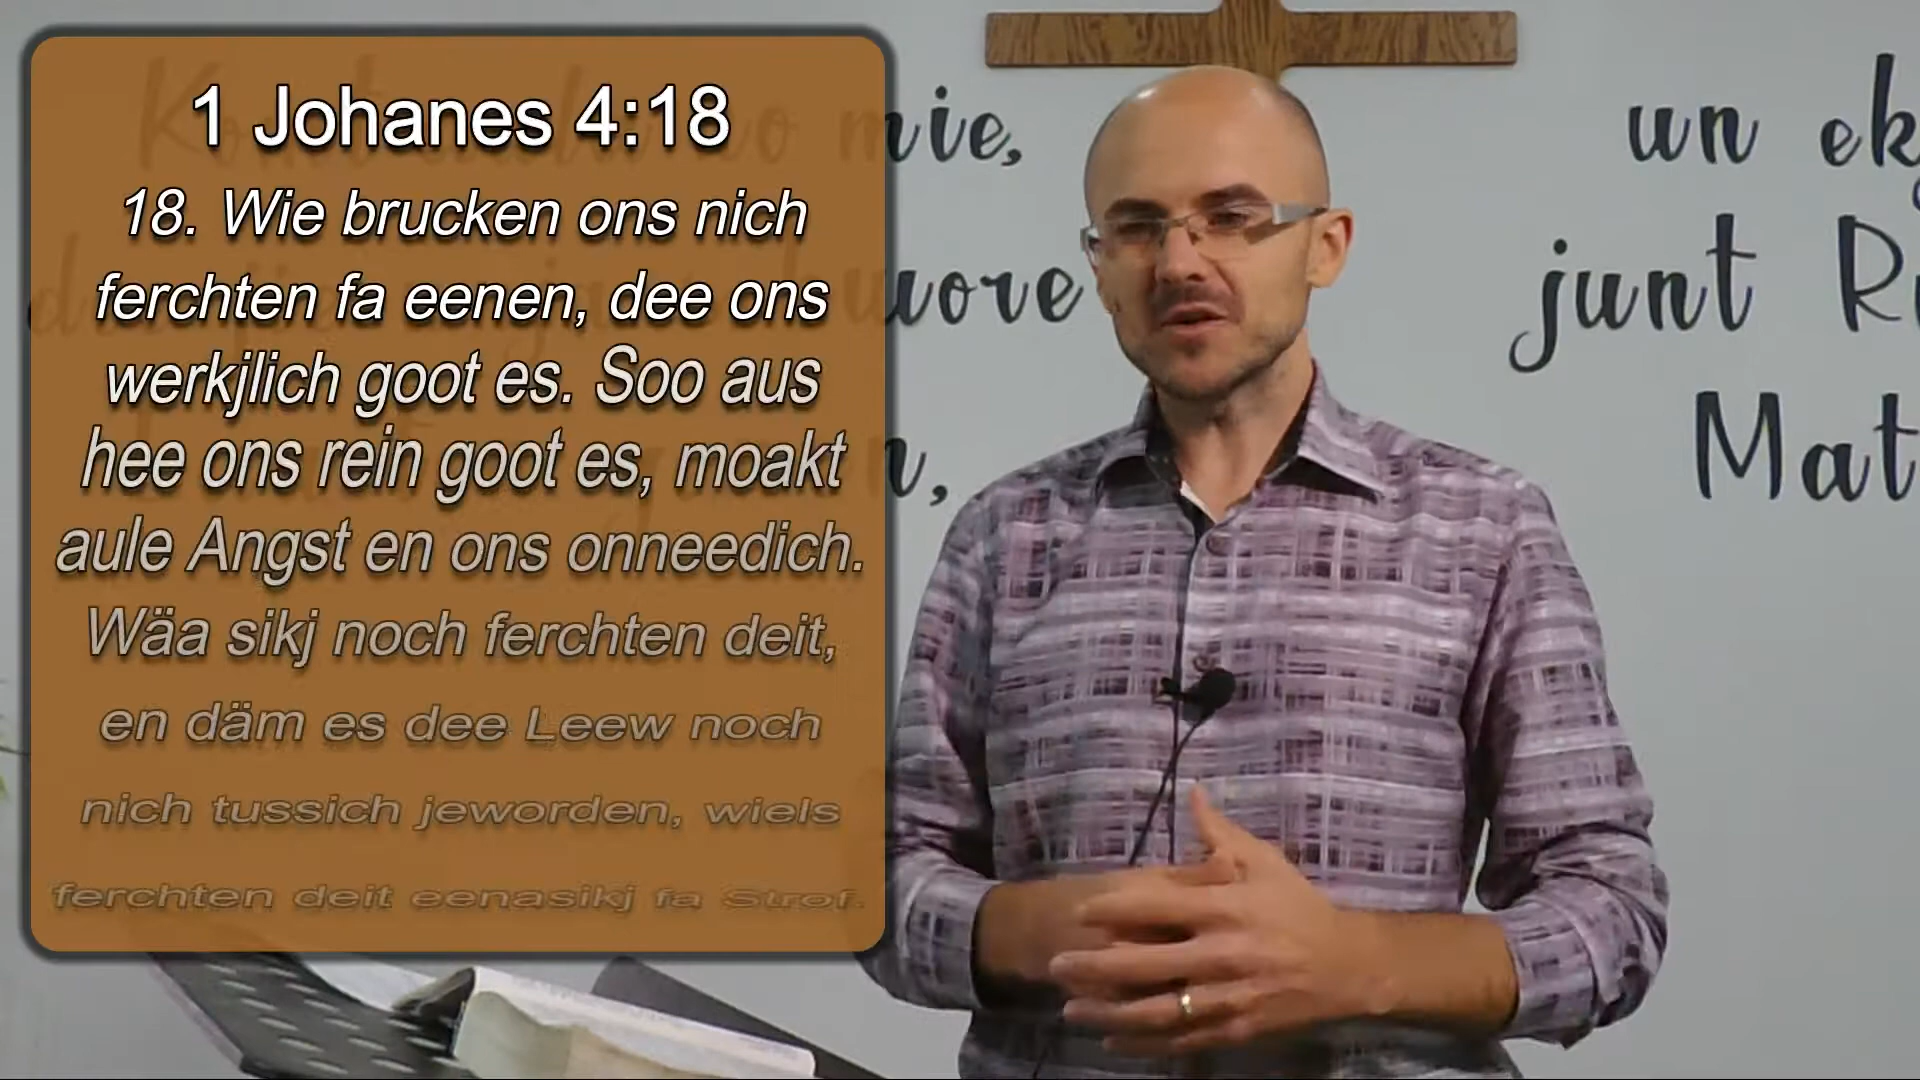 1 Johanes 4:18
18. Wie brucken ons nich
ferchten fa eenen, dee ons
werkjlich goot es. Soo aus
hee ons rein goot es, moakt
aule Angst en ons onneedich.
Wäa sikj noch ferchten deit,
en däm es dee Leew noch
nich tussich jeworden, wiels
ferchten deit eenasikj fa Strof.
mie,
un
junt
Mat